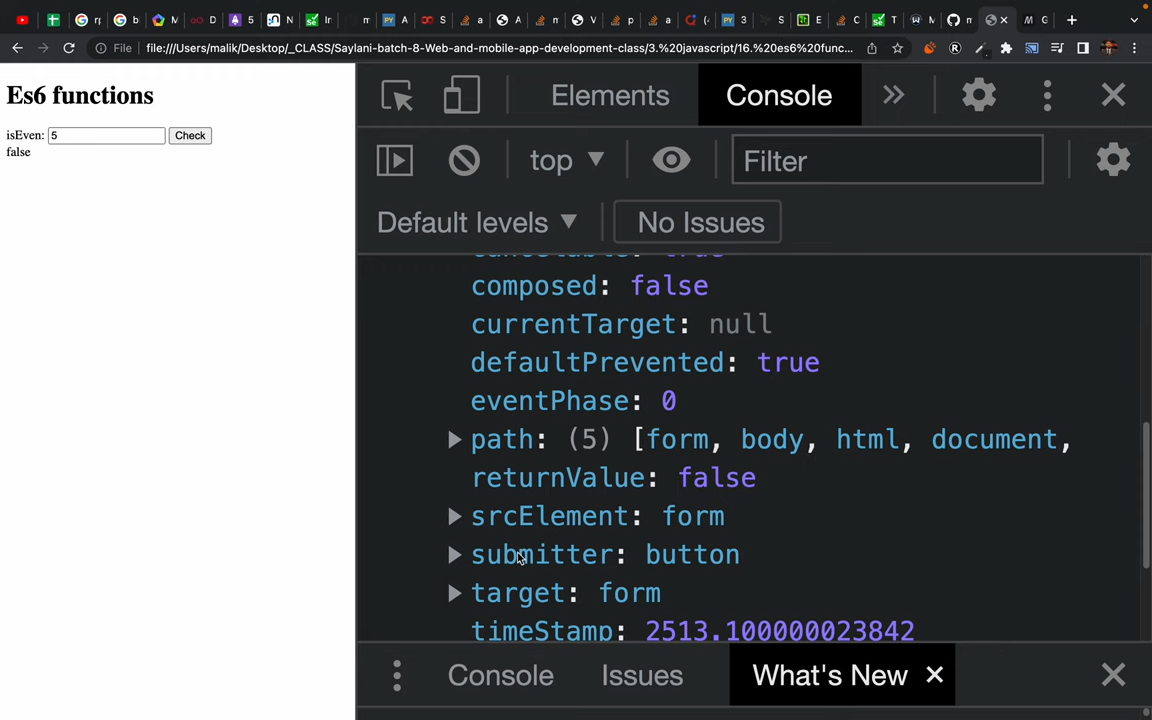 File file:///Users/malik/Desktop/_CLASS/Saylani-batch-8-Web-and-mobile-app-development-class/3.%20javascript/16.%20es6%20func...
Es6 functions
isEven: 5 Check
false
Elements Console
top Filter
Default levels No Issues
composed: false
currentTarget: null
defaultPrevented: true
eventPhase: 0
path: (5) [form, body, html, document,
returnValue: false
srcElement: form
submitter: button
target: form
timeStamp: 2513.100000023842
Console Issues What's New